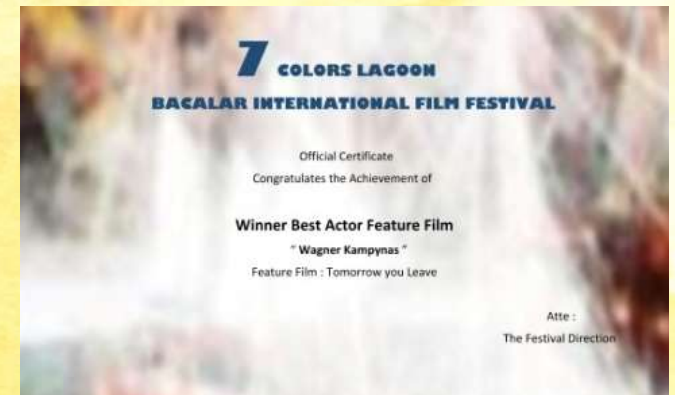 7 COLORS LAGOON
BACALAR INTERNATIONAL FILM FESTIVAL
Official Certificate
Congratulates the Achievement of
Winner Best Actor Feature Film
" Wagner Kampynas "
Feature Film : Tomorrow you Leave
Atte :
The Festival Direction